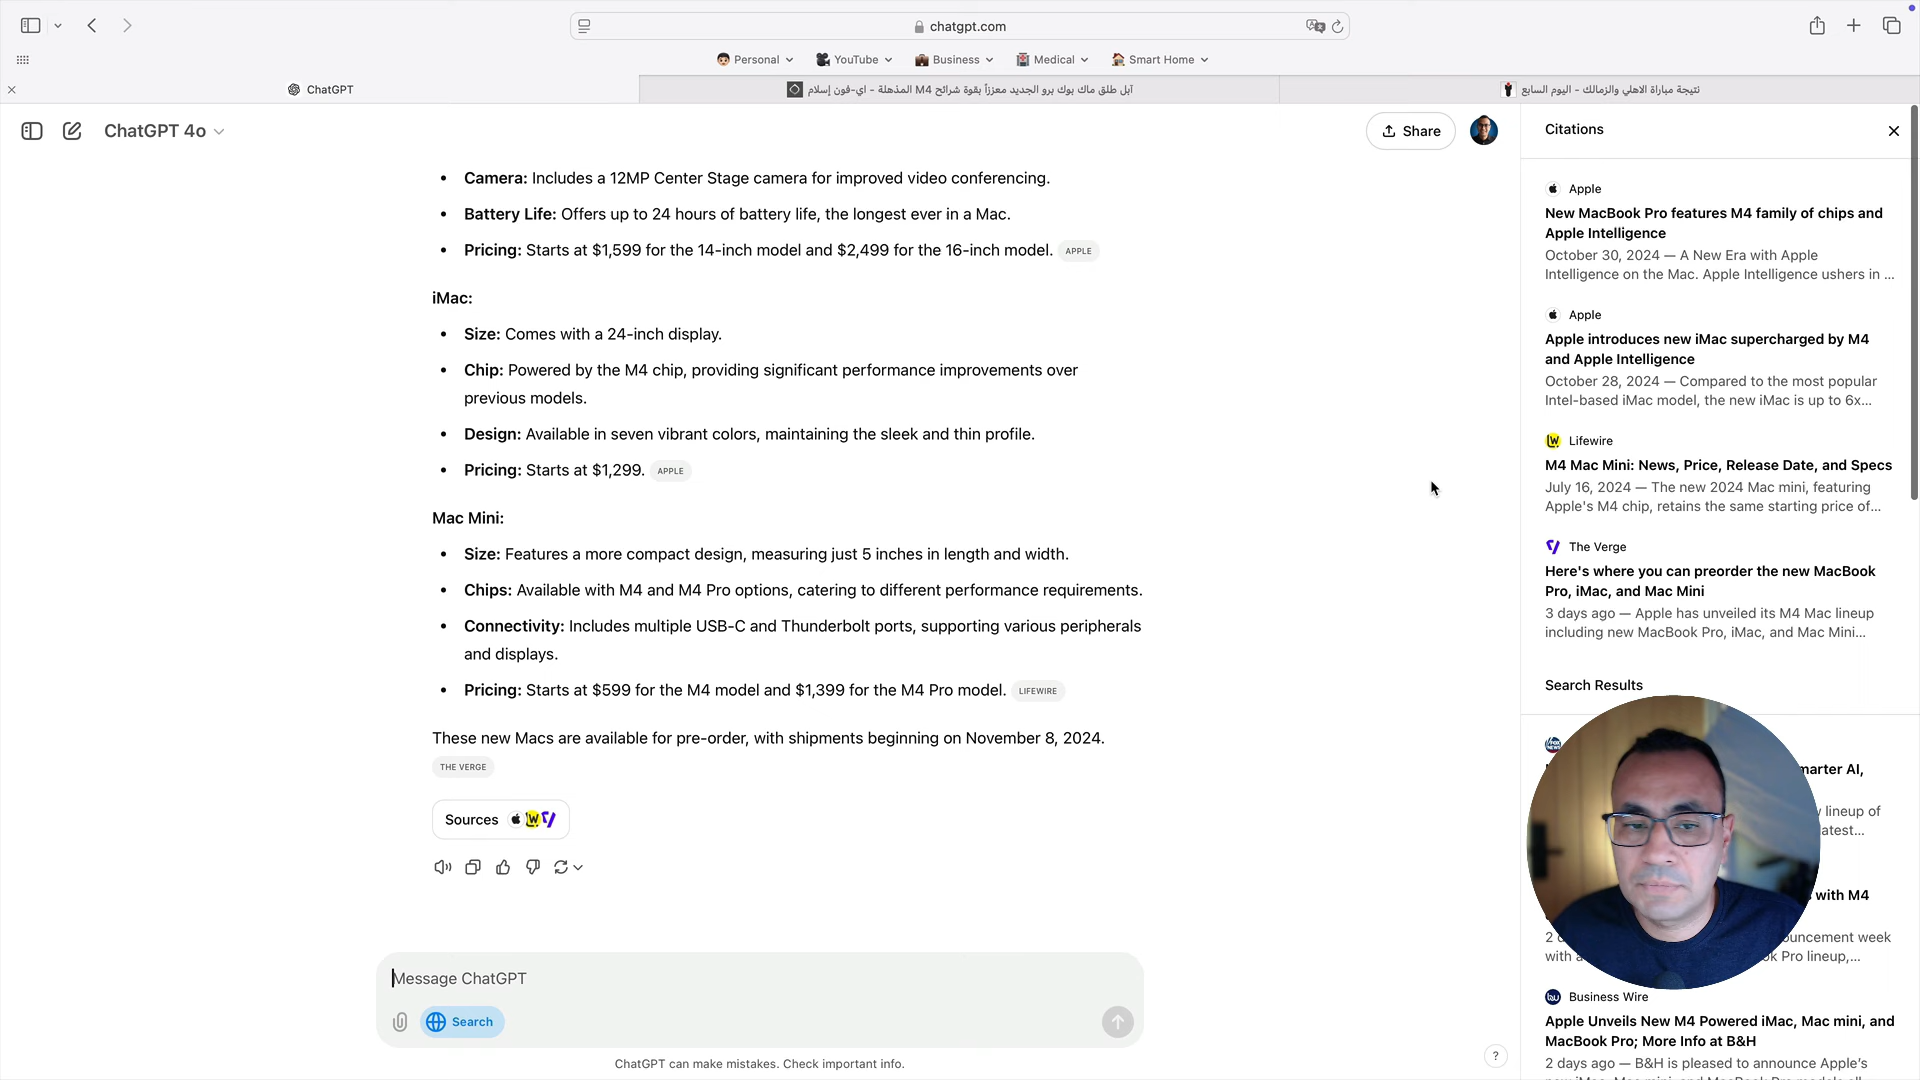 chatgpt.com
Personal
YouTube
Business
Medical
Smart Home
ChatGPT
آبل طلق ماك بوك برو الجديد معززاً بقوة شرائح M4 المذهلة - اي-فون إسلام
نتيجة مباراة الاهلي والزمالك - اليوم السابع
ChatGPT 4o
Share
• Camera: Includes a 12MP Center Stage camera for improved video conferencing.
• Battery Life: Offers up to 24 hours of battery life, the longest ever in a Mac.
• Pricing: Starts at $1,599 for the 14-inch model and $2,499 for the 16-inch model. APPLE
iMac:
• Size: Comes with a 24-inch display.
• Chip: Powered by the M4 chip, providing significant performance improvements over
previous models.
• Design: Available in seven vibrant colors, maintaining the sleek and thin profile.
• Pricing: Starts at $1,299. APPLE
Mac Mini:
• Size: Features a more compact design, measuring just 5 inches in length and width.
• Chips: Available with M4 and M4 Pro options, catering to different performance requirements.
• Connectivity: Includes multiple USB-C and Thunderbolt ports, supporting various peripherals
and displays.
• Pricing: Starts at $599 for the M4 model and $1,399 for the M4 Pro model. LIFEWIRE
These new Macs are available for pre-order, with shipments beginning on November 8, 2024.
THE VERGE
Sources
Message ChatGPT
Search
ChatGPT can make mistakes. Check important info.
?
Citations
Apple
New MacBook Pro features M4 family of chips and
Apple Intelligence
October 30, 2024 — A New Era with Apple
Intelligence on the Mac. Apple Intelligence ushers in ...
Apple
Apple introduces new iMac supercharged by M4
and Apple Intelligence
October 28, 2024 — Compared to the most popular
Intel-based iMac model, the new iMac is up to 6x...
Lifewire
M4 Mac Mini: News, Price, Release Date, and Specs
July 16, 2024 — The new 2024 Mac mini, featuring
Apple's M4 chip, retains the same starting price of...
The Verge
Here's where you can preorder the new MacBook
Pro, iMac, and Mac Mini
3 days ago — Apple has unveiled its M4 Mac lineup
including new MacBook Pro, iMac, and Mac Mini...
Search Results
AI,
lineup of
with M4
week
with
Pro lineup,...
Business Wire
Apple Unveils New M4 Powered iMac, Mac mini, and
MacBook Pro; More Info at B&H
2 days ago — B&H is pleased to announce Apple's